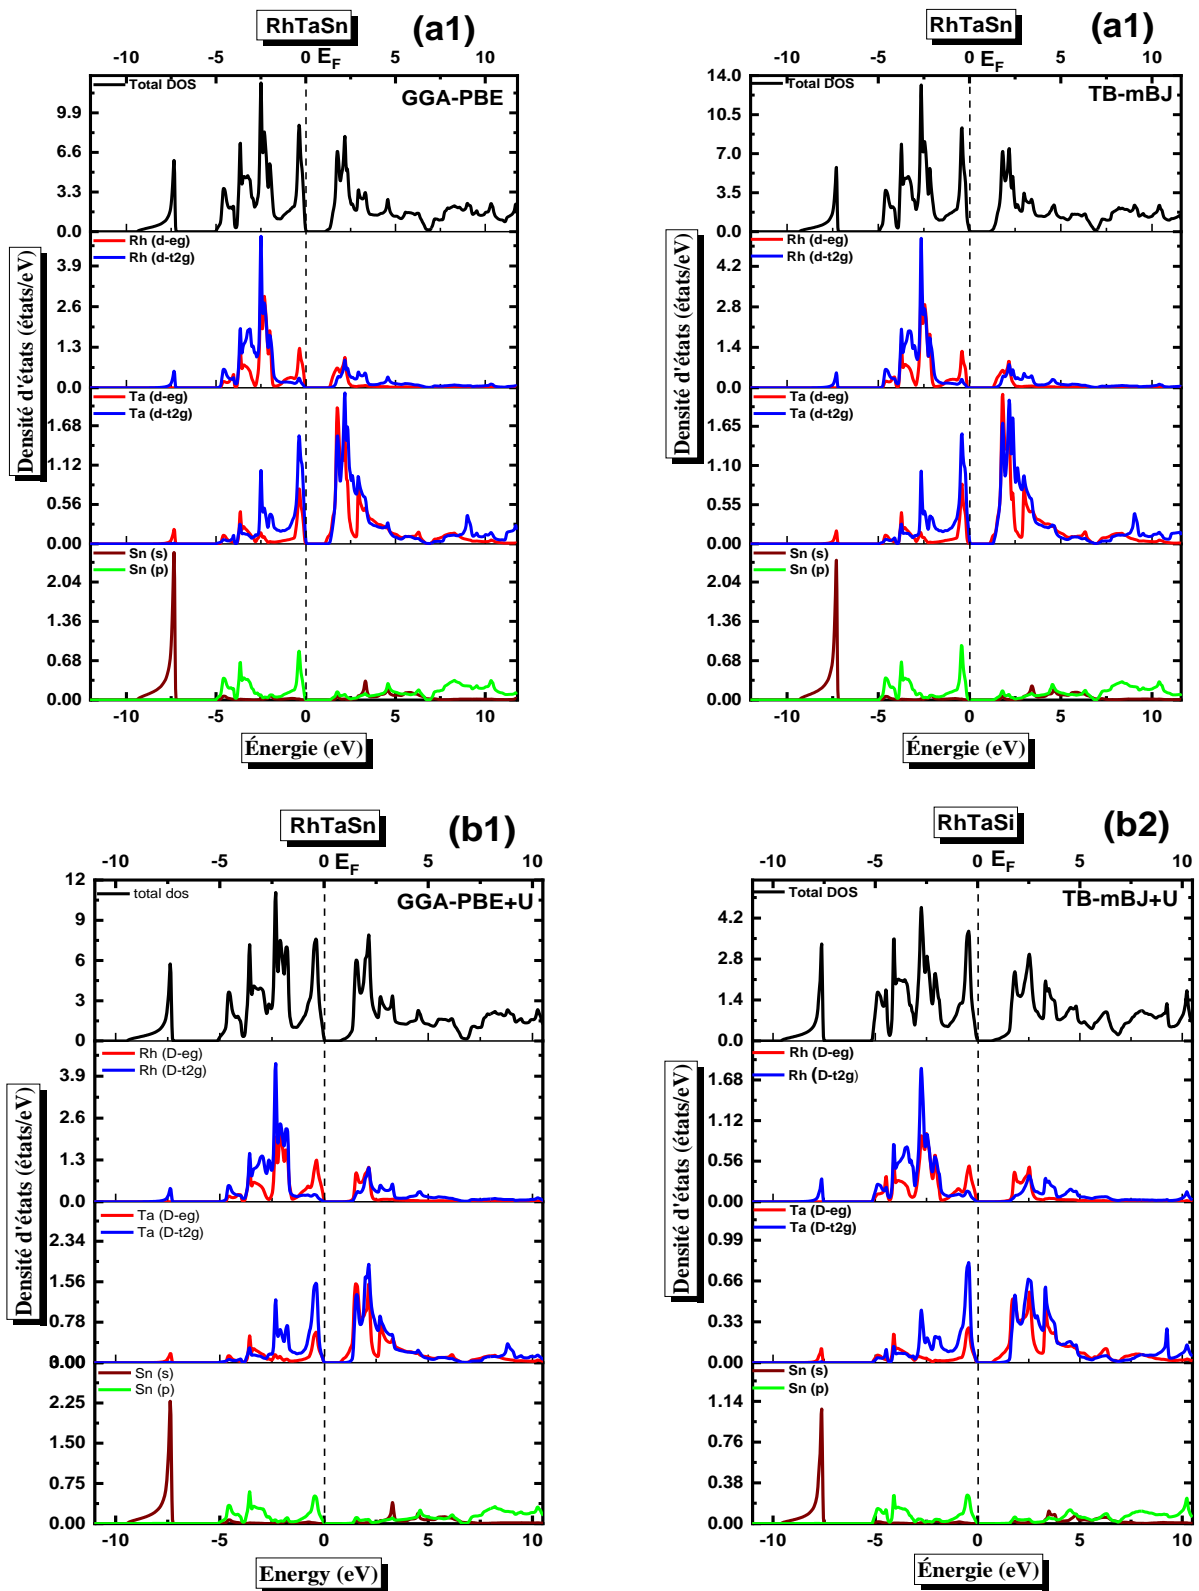 RhTaSn (a1)
-10 -5 0 E_F 5 10
Total DOS
GGA-PBE
9.9
6.6
3.3
0.0
Rh (d-eg)
Rh (d-t2g)
3.9
2.6
1.3
0.0
Ta (d-eg)
Ta (d-t2g)
1.68
1.12
0.56
0.00
Sn (s)
Sn (p)
2.04
1.36
0.68
0.00
-10 -5 0 5 10
Énergie (eV)
Densité d'états (états/eV)
RhTaSn (a1)
-10 -5 0 E_F 5 10
14.0
Total DOS
TB-mBJ
10.5
7.0
3.5
0.0
Rh (d-eg)
Rh (d-t2g)
4.2
2.8
1.4
0.0
Ta (d-eg)
Ta (d-t2g)
1.65
1.10
0.55
0.00
Sn (s)
Sn (p)
2.04
1.36
0.68
0.00
-10 -5 0 5 10
Énergie (eV)
Densité d'états (états/eV)
RhTaSn (b1)
-10 -5 0 E_F 5 10
12
total dos
GGA-PBE+U
9
6
3
0
Rh (D-eg)
Rh (D-t2g)
3.9
2.6
1.3
0.0
Ta (D-eg)
Ta (D-t2g)
2.34
1.56
0.78
Sn (s)
Sn (p)
2.25
1.50
0.75
0.00
-10 -5 0 5 10
Energy (eV)
Densité d'états (états/eV)
RhTaSi (b2)
-10 -5 0 E_F 5 10
Total DOS
TB-mBJ+U
4.2
2.8
1.4
0.0
Rh (D-eg)
Rh (D-t2g)
1.68
1.12
0.56
0.00
Ta (D-eg)
Ta (D-t2g)
0.99
0.66
0.33
0.00
Sn (s)
Sn (p)
1.14
0.76
0.38
0.00
-10 -5 0 5 10
Énergie (eV)
Densité d'états (états/eV)